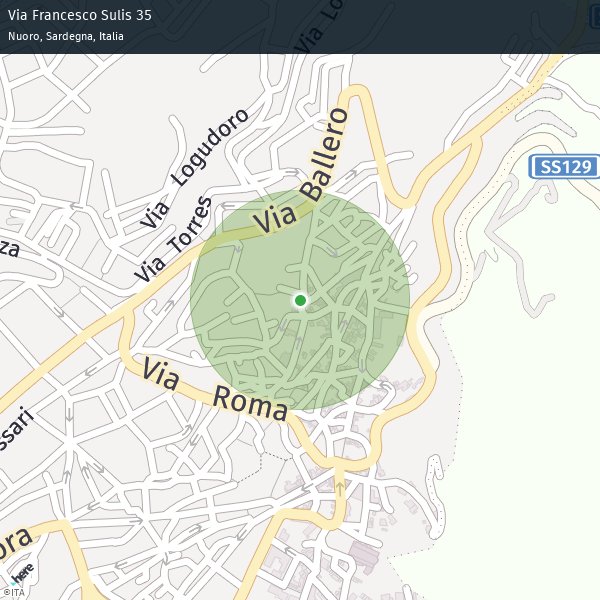 Via Francesco Sulis 35
Nuoro, Sardegna, Italia
Via Lo
SS129
Via Logudoro
Via Ballero
Via Torres
za
Via Roma
ssari
ora
here
©ITA